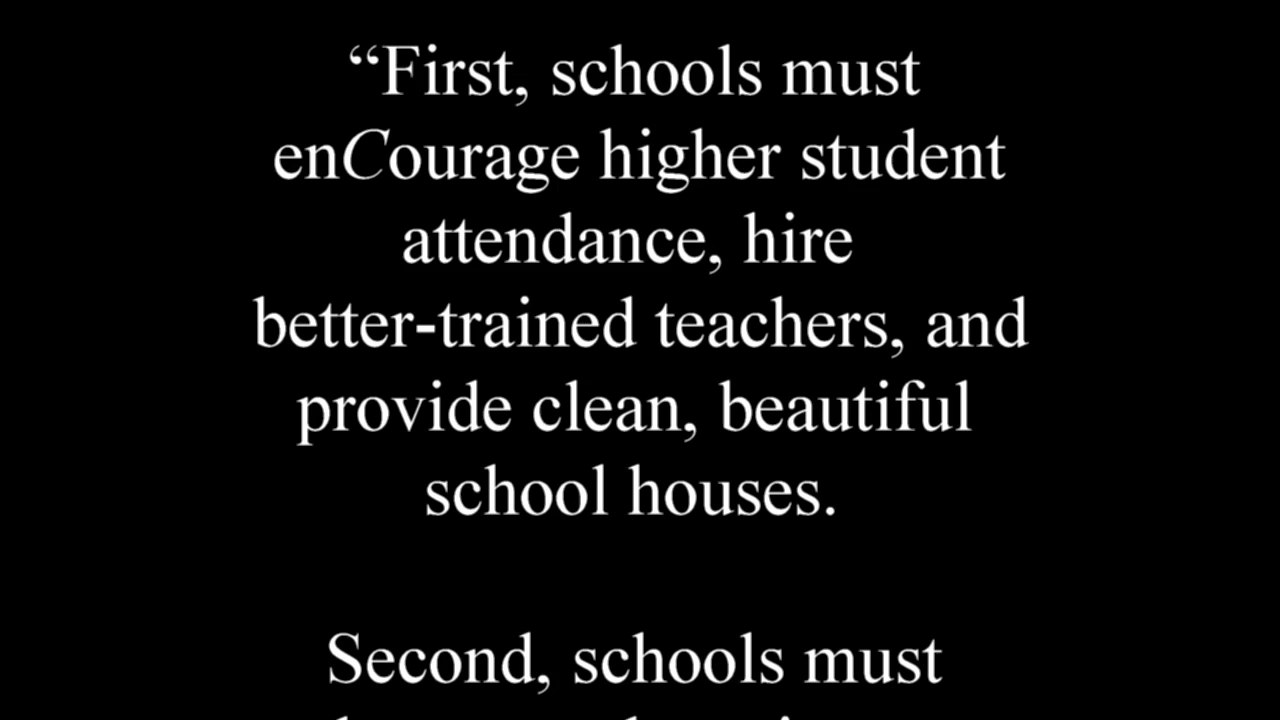 “First, schools must
enCourage higher student
attendance, hire
better-trained teachers, and
provide clean, beautiful
school houses.
Second, schools must